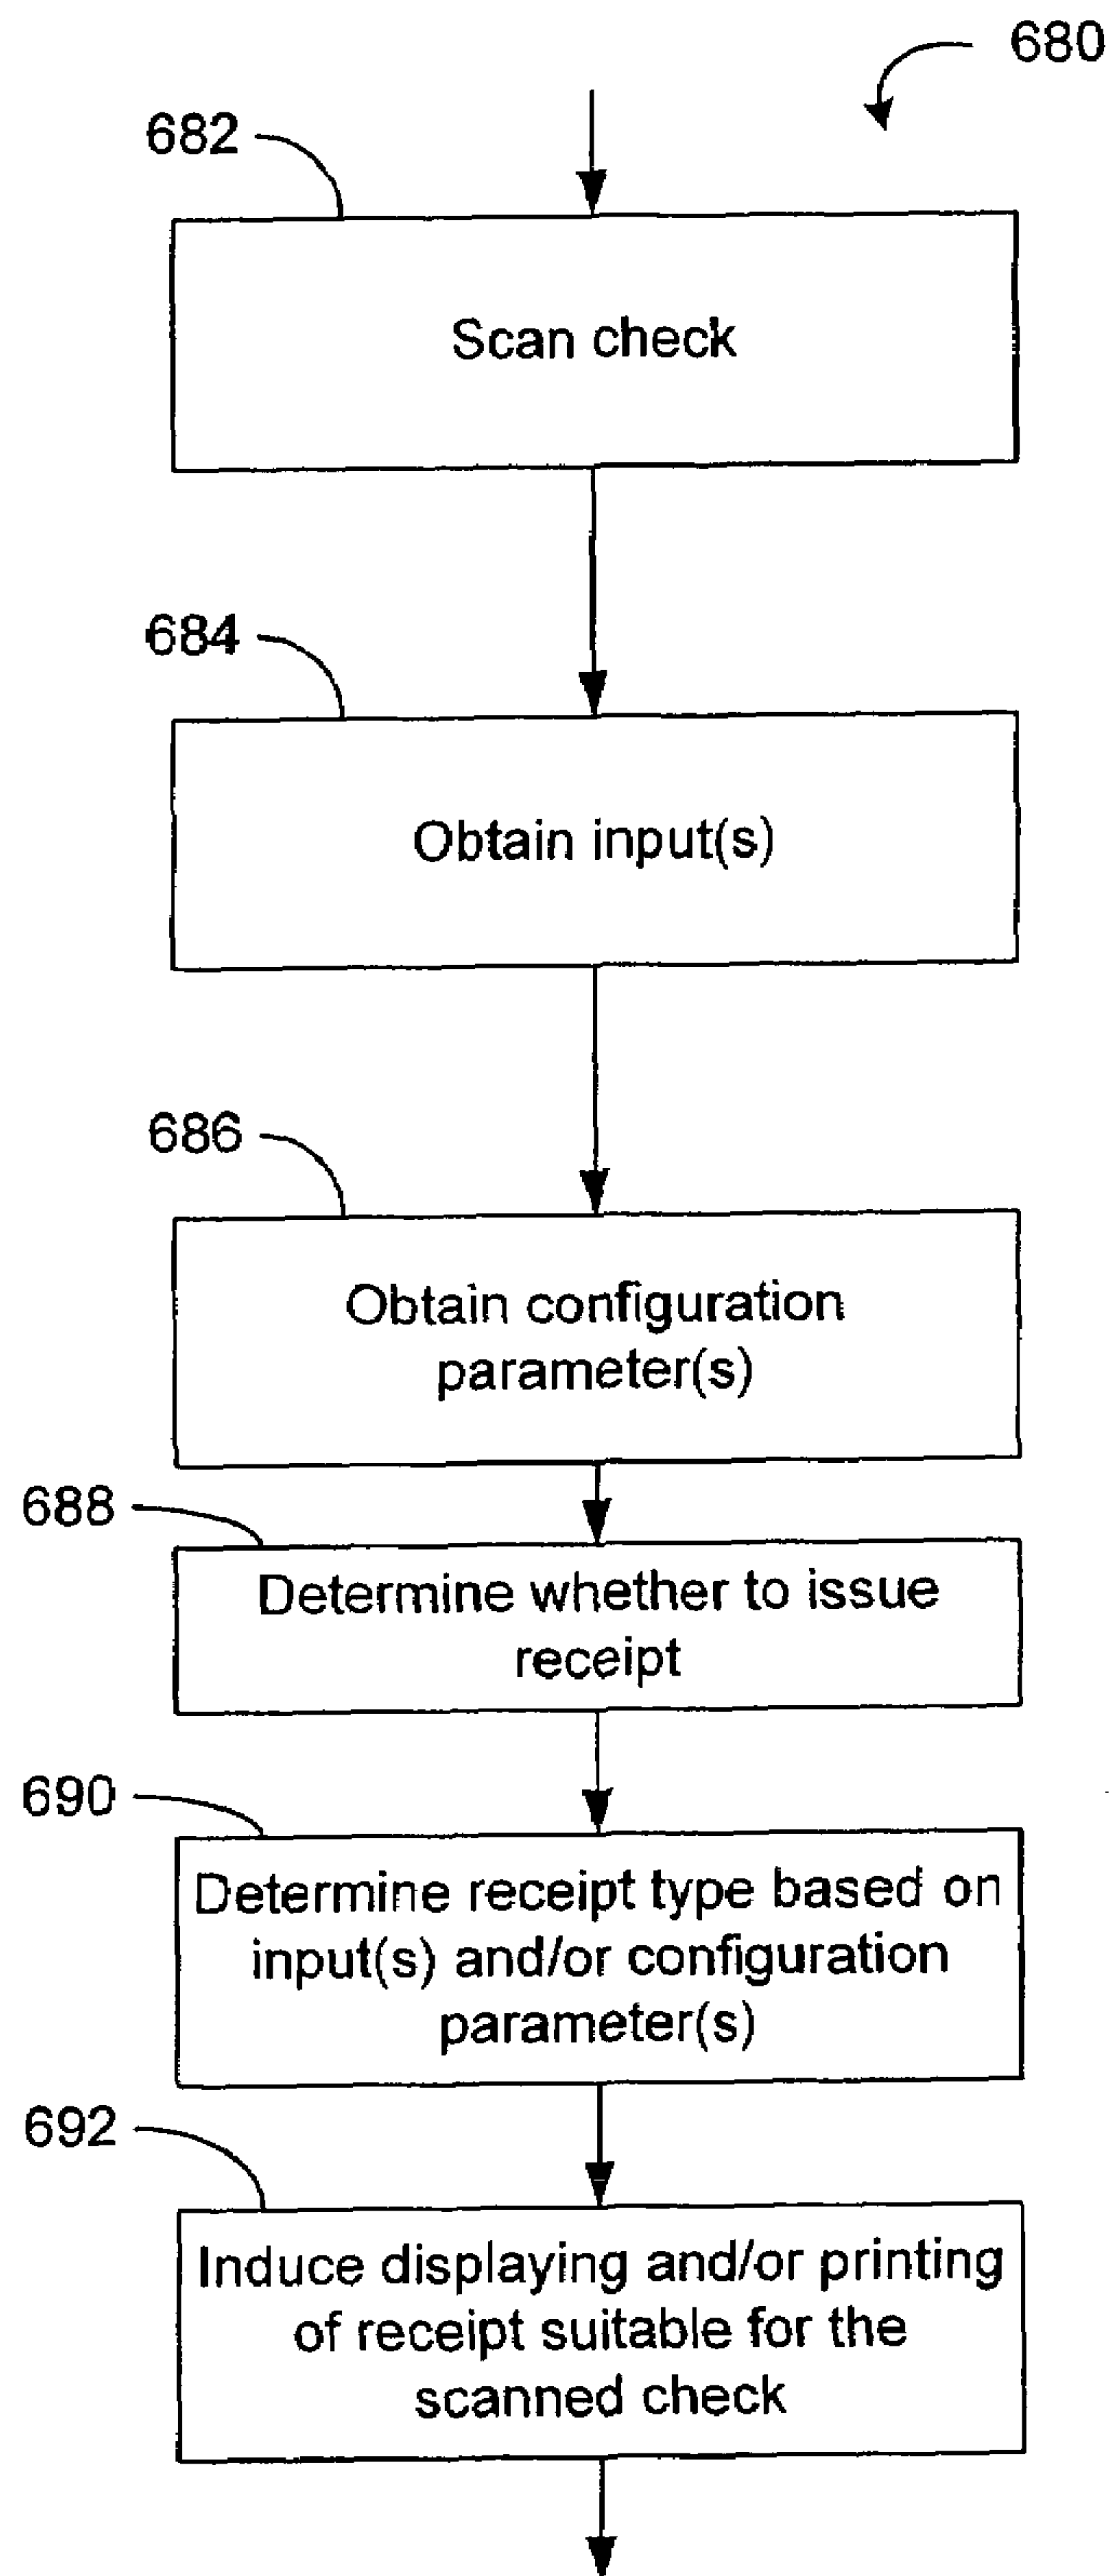 680
682
Scan check
684
Obtain input(s)
686
Obtain configuration
parameter(s)
688
Determine whether to issue
receipt
690
Determine receipt type based on
input(s) and/or configuration
parameter(s)
692
Induce displaying and/or printing
of receipt suitable for the
scanned check